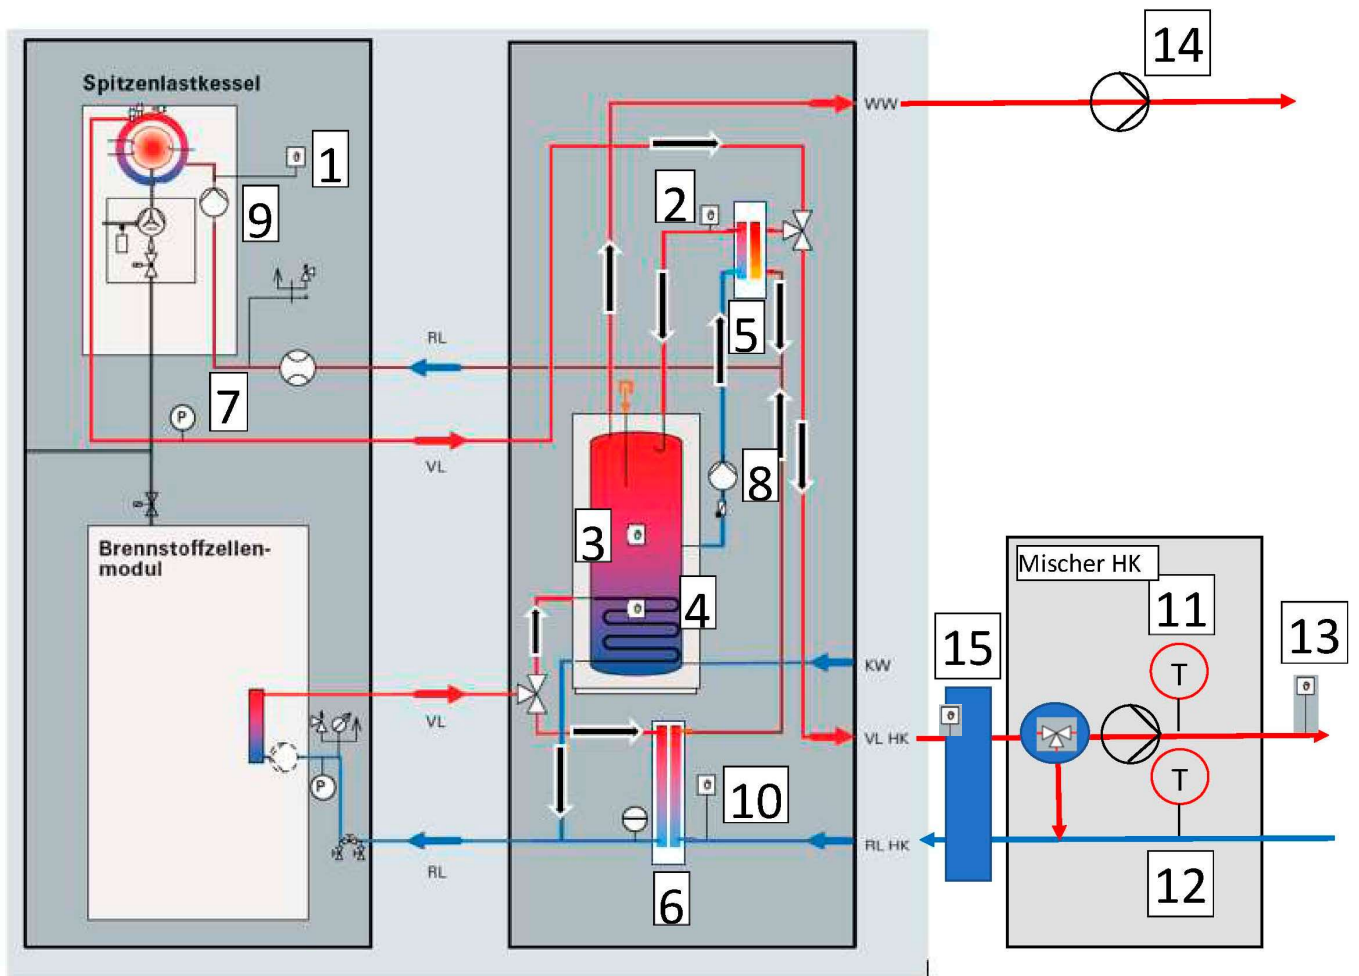 14
WW
Spitzenlastkessel
ϑ
1
9
2
ϑ
5
RL
7
P
VL
8
3
ϑ
ϑ
4
Brennstoffzellen-
modul
KW
VL
P
RL
ϑ
10
6
VL HK
RL HK
Mischer HK
15
ϑ
11
T
T
12
13
ϑ